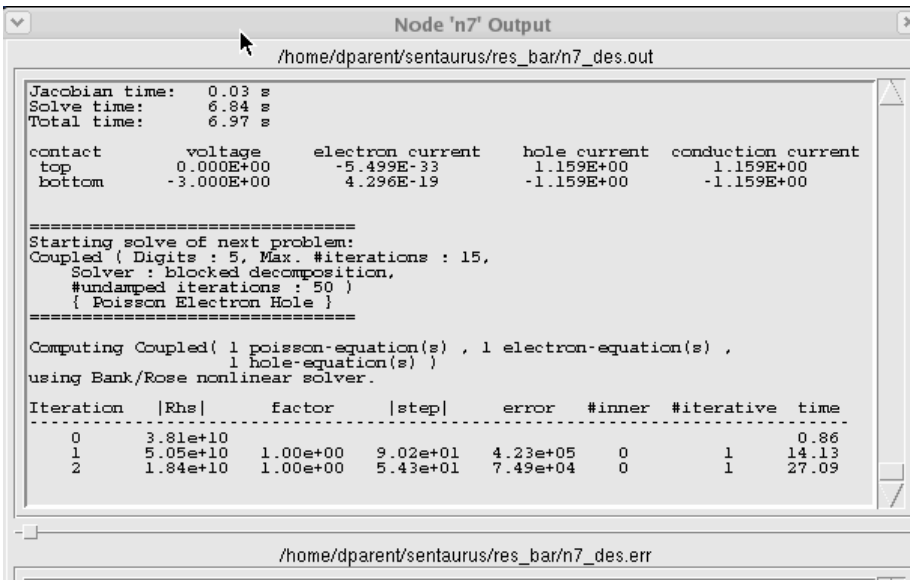 Node 'n7' Output
/home/dparent/sentaurus/res_bar/n7_des.out
Jacobian time:   0.03 s
Solve time:      6.84 s
Total time:      6.97 s
contact          voltage     electron current     hole current  conduction current
top            0.000E+00       -5.499E-33          1.159E+00       1.159E+00
bottom        -3.000E+00        4.296E-19         -1.159E+00      -1.159E+00
===============================
Starting solve of next problem:
Coupled ( Digits : 5, Max. #iterations : 15,
Solver : blocked decomposition,
#undamped iterations : 50 )
{ Poisson Electron Hole }
===============================
Computing Coupled( 1 poisson-equation(s) , 1 electron-equation(s) ,
1 hole-equation(s) )
using Bank/Rose nonlinear solver.
Iteration   |Rhs|      factor     |step|     error   #inner  #iterative  time
0      3.81e+10                                                    0.86
1      5.05e+10   1.00e+00   9.02e+01   4.23e+05    0        1     14.13
2      1.84e+10   1.00e+00   5.43e+01   7.49e+04    0        1     27.09
/home/dparent/sentaurus/res_bar/n7_des.err